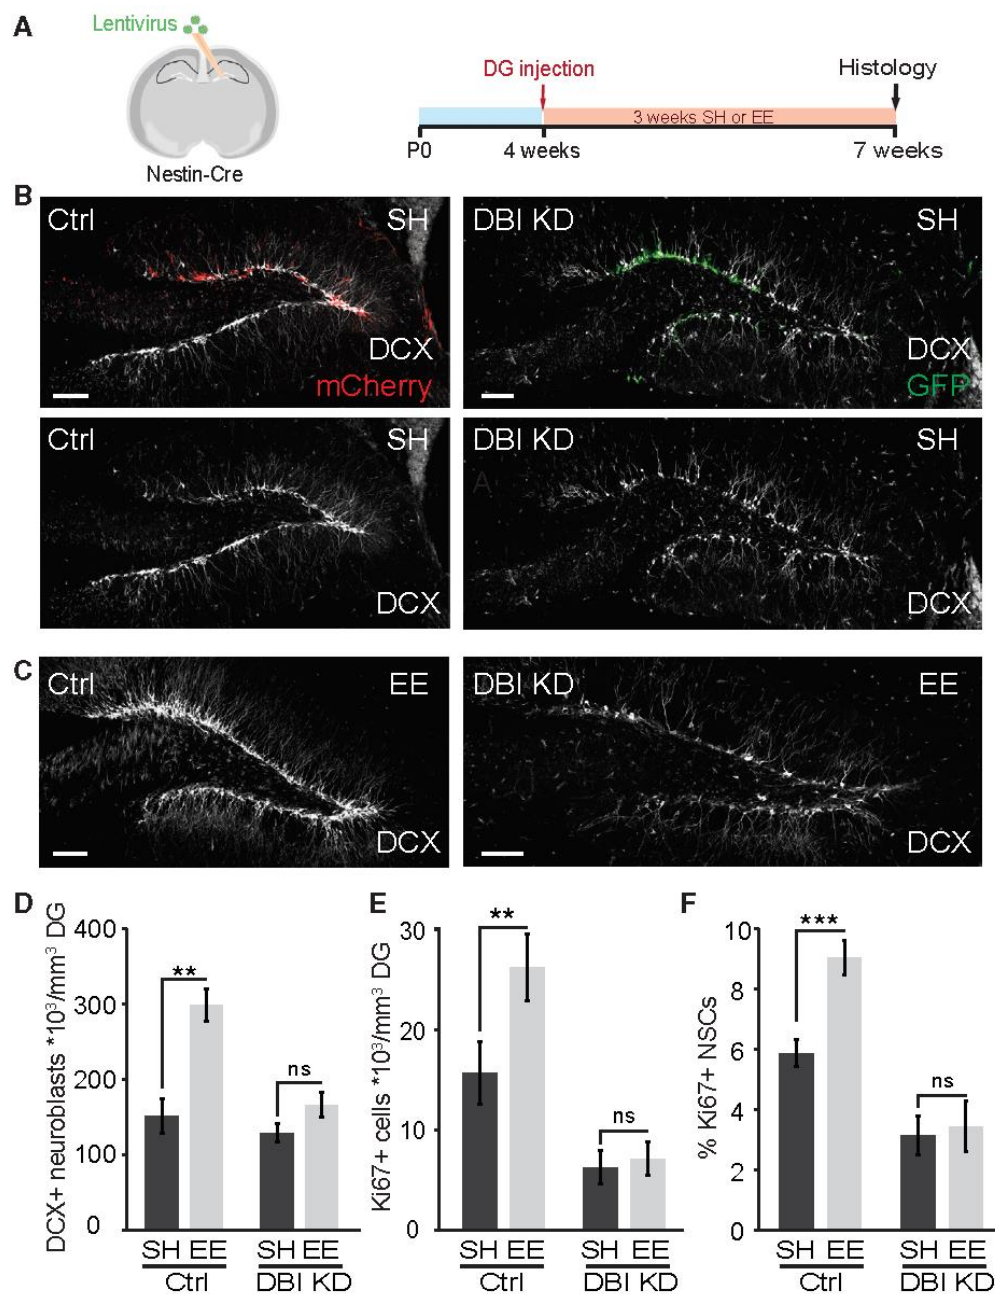 A
Lentivirus
Nestin-Cre
DG injection
Histology
3 weeks SH or EE
P0
4 weeks
7 weeks
B
Ctrl
SH
DCX
mCherry
DBI KD
SH
DCX
GFP
Ctrl
SH
DCX
DBI KD
SH
A
DCX
C
Ctrl
EE
DCX
DBI KD
EE
DCX
D
DCX+ neuroblasts *10³/mm³ DG
400
300
200
100
0
**
ns
SH EE SH EE
Ctrl DBI KD
E
Ki67+ cells *10³/mm³ DG
30
20
10
0
**
ns
SH EE SH EE
Ctrl DBI KD
F
% Ki67+ NSCs
10
8
6
4
2
0
***
ns
SH EE SH EE
Ctrl DBI KD